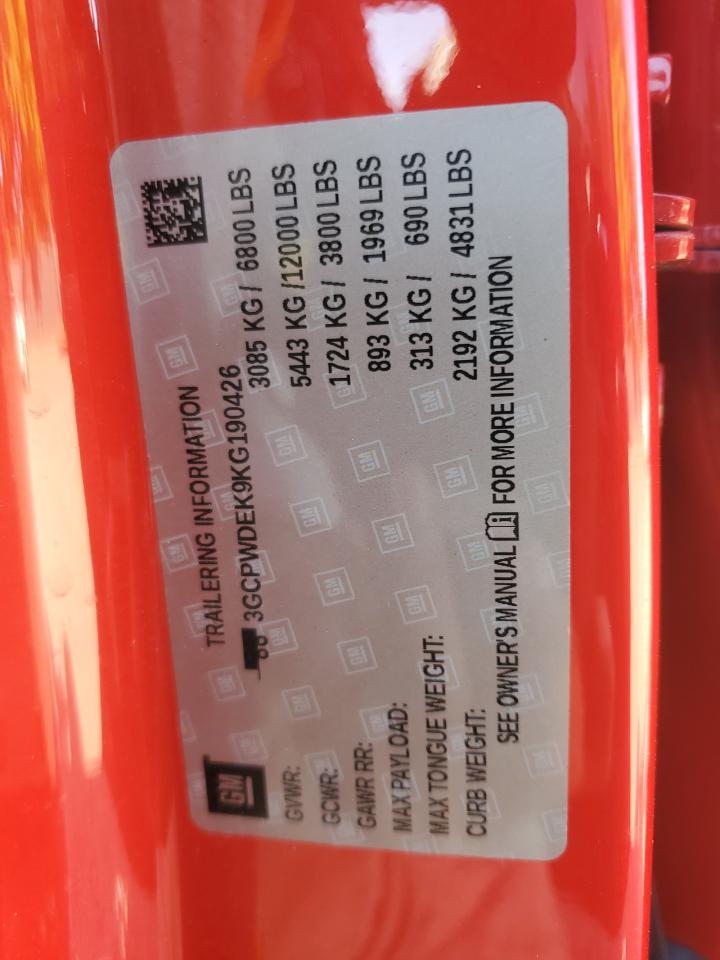 GM
TRAILERING INFORMATION
3GCPWDEK9KG190426
GVWR: 3085 KG / 6800 LBS
GCWR: 5443 KG /12000 LBS
GAWR RR: 1724 KG / 3800 LBS
MAX PAYLOAD: 893 KG / 1969 LBS
MAX TONGUE WEIGHT: 313 KG / 690 LBS
CURB WEIGHT: 2192 KG / 4831 LBS
SEE OWNER'S MANUAL FOR MORE INFORMATION